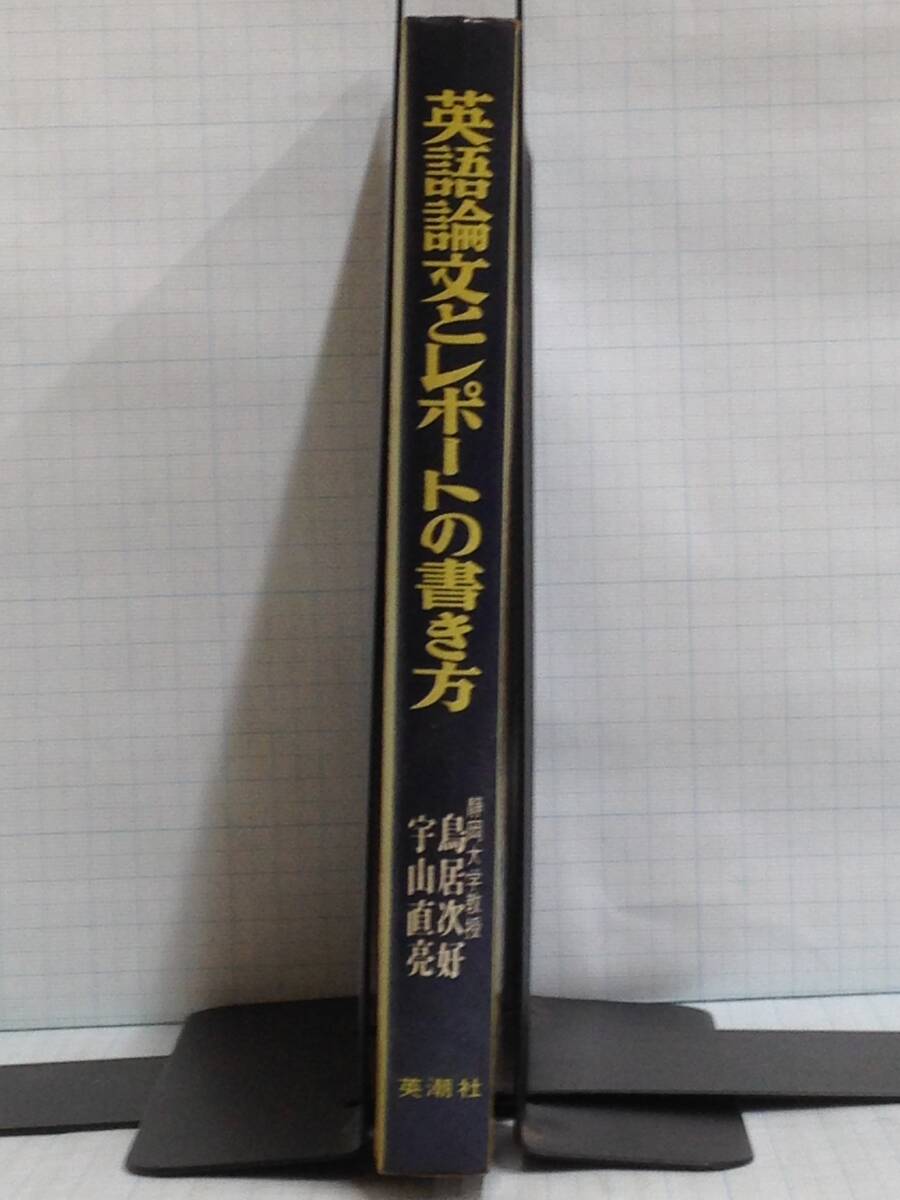 英語論文とレポートの書き方
静岡大学教授
鳥居次好
宇山直亮
英潮社